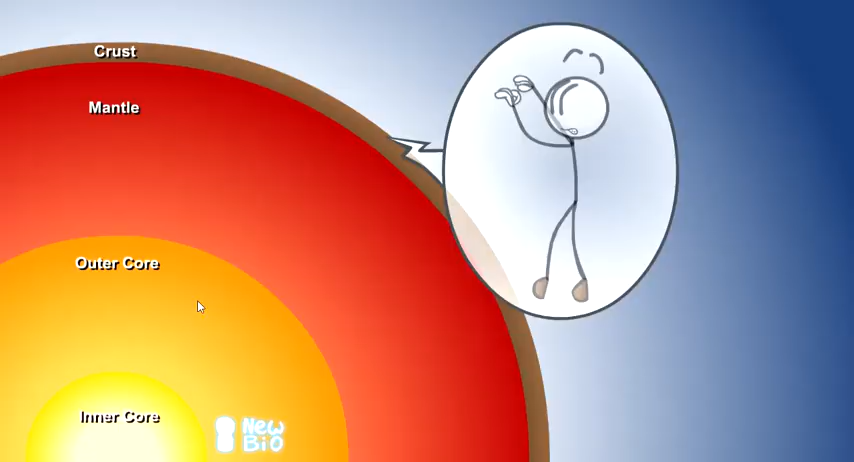 Crust
Mantle
Outer Core
Inner Core
New
BiO